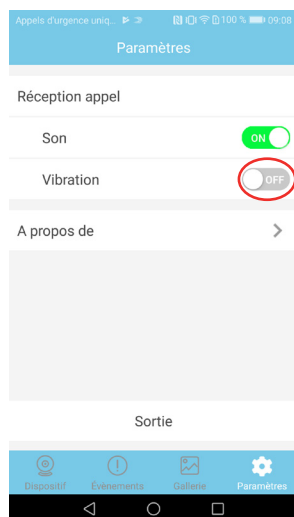 Appels d'urgence uniq... 100 % 09:08
Paramètres
Réception appel
Son ON
Vibration OFF
A propos de
Sortie
Dispositif Évènements Gallerie Paramètres